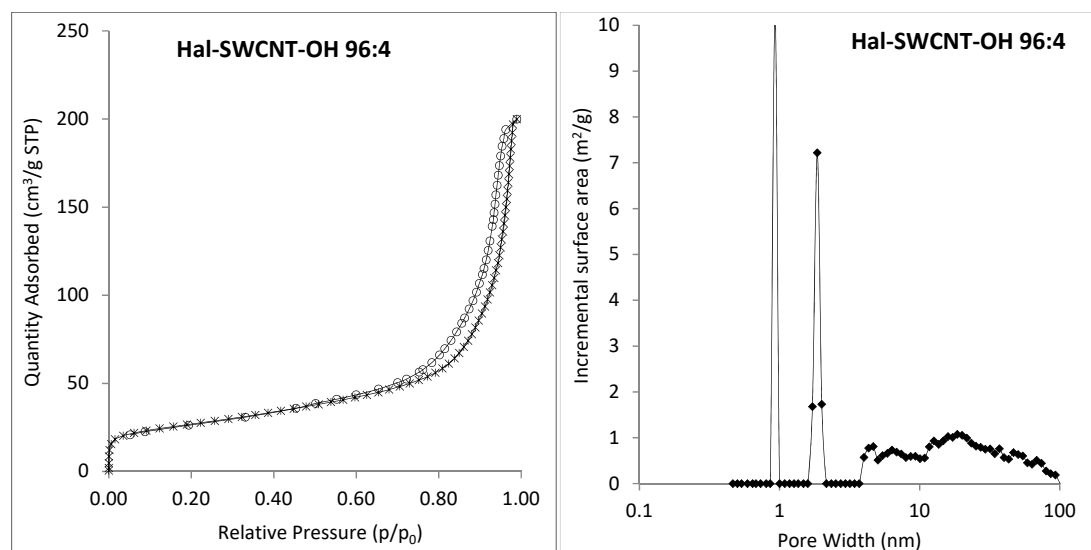 Hal-SWCNT-OH 96:4
250
200
150
100
50
0
Quantity Adsorbed (cm³/g STP)
0.00 0.20 0.40 0.60 0.80 1.00
Relative Pressure (p/p₀)
Hal-SWCNT-OH 96:4
10
9
8
7
6
5
4
3
2
1
0
Incremental surface area (m²/g)
0.1 1 10 100
Pore Width (nm)